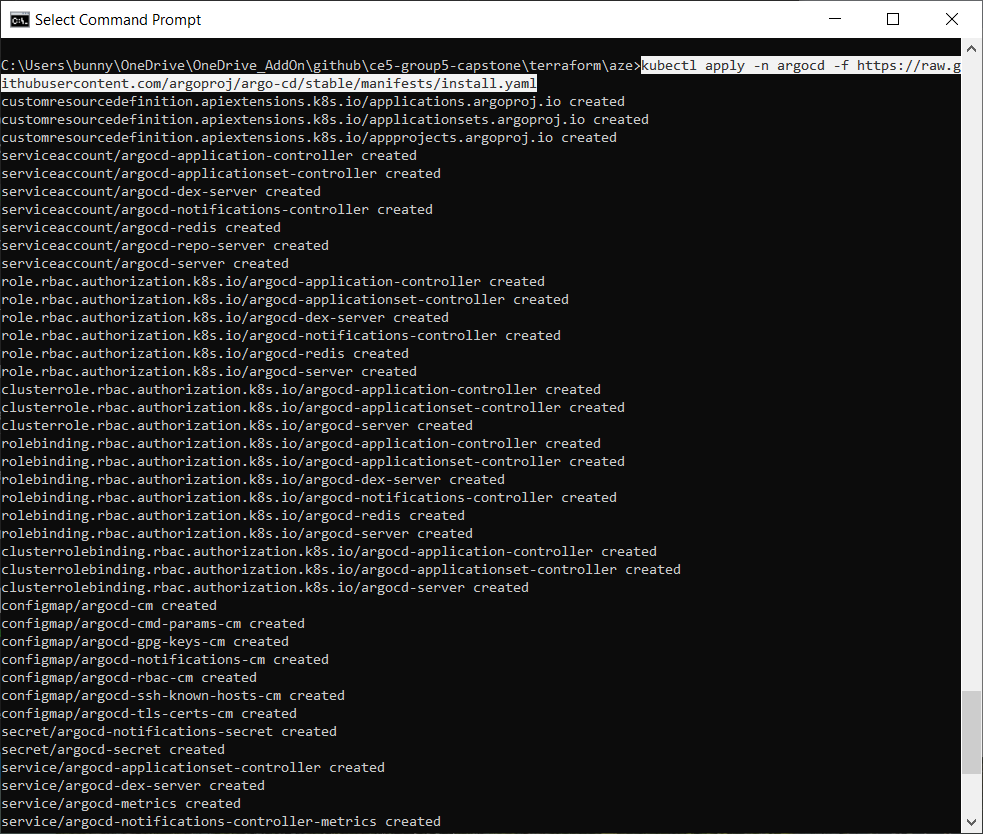 Select Command Prompt
C:\Users\bunny\OneDrive\OneDrive_AddOn\github\ce5-group5-capstone\terraform\aze>kubectl apply -n argocd -f https://raw.g
ithubusercontent.com/argoproj/argo-cd/stable/manifests/install.yaml
customresourcedefinition.apiextensions.k8s.io/applications.argoproj.io created
customresourcedefinition.apiextensions.k8s.io/applicationsets.argoproj.io created
customresourcedefinition.apiextensions.k8s.io/appprojects.argoproj.io created
serviceaccount/argocd-application-controller created
serviceaccount/argocd-applicationset-controller created
serviceaccount/argocd-dex-server created
serviceaccount/argocd-notifications-controller created
serviceaccount/argocd-redis created
serviceaccount/argocd-repo-server created
serviceaccount/argocd-server created
role.rbac.authorization.k8s.io/argocd-application-controller created
role.rbac.authorization.k8s.io/argocd-applicationset-controller created
role.rbac.authorization.k8s.io/argocd-dex-server created
role.rbac.authorization.k8s.io/argocd-notifications-controller created
role.rbac.authorization.k8s.io/argocd-redis created
role.rbac.authorization.k8s.io/argocd-server created
clusterrole.rbac.authorization.k8s.io/argocd-application-controller created
clusterrole.rbac.authorization.k8s.io/argocd-applicationset-controller created
clusterrole.rbac.authorization.k8s.io/argocd-server created
rolebinding.rbac.authorization.k8s.io/argocd-application-controller created
rolebinding.rbac.authorization.k8s.io/argocd-applicationset-controller created
rolebinding.rbac.authorization.k8s.io/argocd-dex-server created
rolebinding.rbac.authorization.k8s.io/argocd-notifications-controller created
rolebinding.rbac.authorization.k8s.io/argocd-redis created
rolebinding.rbac.authorization.k8s.io/argocd-server created
clusterrolebinding.rbac.authorization.k8s.io/argocd-application-controller created
clusterrolebinding.rbac.authorization.k8s.io/argocd-applicationset-controller created
clusterrolebinding.rbac.authorization.k8s.io/argocd-server created
configmap/argocd-cm created
configmap/argocd-cmd-params-cm created
configmap/argocd-gpg-keys-cm created
configmap/argocd-notifications-cm created
configmap/argocd-rbac-cm created
configmap/argocd-ssh-known-hosts-cm created
configmap/argocd-tls-certs-cm created
secret/argocd-notifications-secret created
secret/argocd-secret created
service/argocd-applicationset-controller created
service/argocd-dex-server created
service/argocd-metrics created
service/argocd-notifications-controller-metrics created